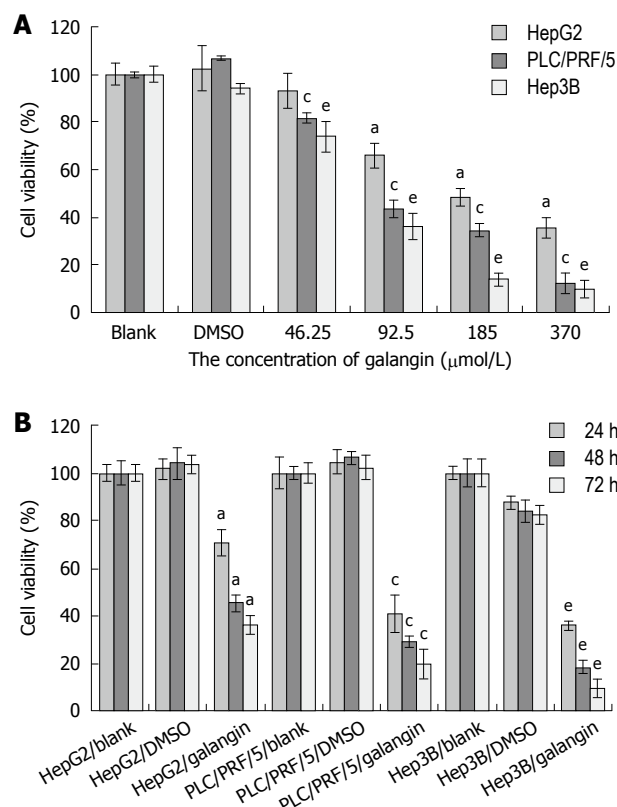 A
120
100
80
60
40
20
0
Cell viability (%)
HepG2
PLC/PRF/5
Hep3B
c
e
a
c
e
a
c
e
a
c
e
Blank
DMSO
46.25
92.5
185
370
The concentration of galangin (μmol/L)
B
120
100
80
60
40
20
0
Cell viability (%)
24 h
48 h
72 h
a
a
a
c
c
c
e
e
e
HepG2/blank
HepG2/DMSO
HepG2/galangin
PLC/PRF/5/blank
PLC/PRF/5/DMSO
PLC/PRF/5/galangin
Hep3B/blank
Hep3B/DMSO
Hep3B/galangin